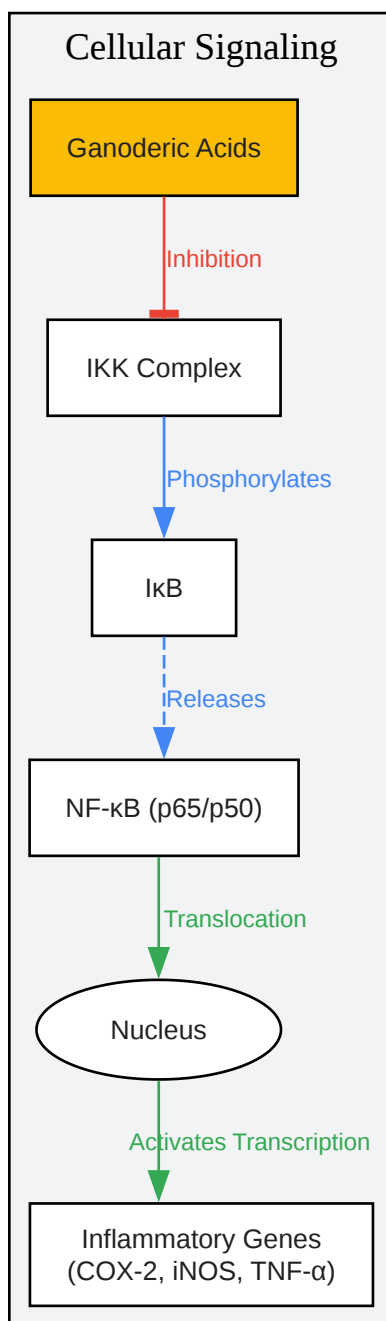 Cellular Signaling
Ganoderic Acids
Inhibition
IKK Complex
Phosphorylates
IκB
Releases
NF-κB (p65/p50)
Translocation
Nucleus
Activates Transcription
Inflammatory Genes
(COX-2, iNOS, TNF-α)